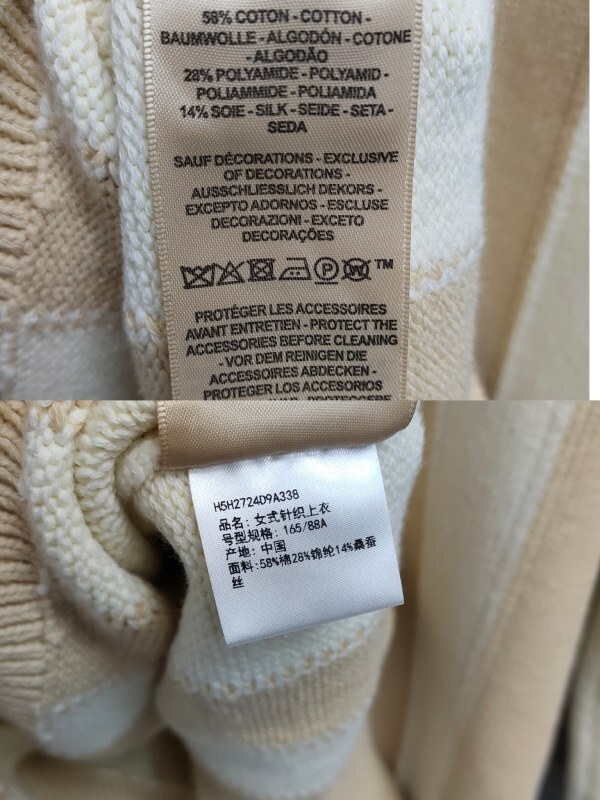 58% COTON - COTTON -
BAUMWOLLE - ALGODÓN - COTONE
- ALGODÃO
28% POLYAMIDE - POLYAMID -
POLIAMMIDE - POLIAMIDA
14% SOIE - SILK - SEIDE - SETA -
SEDA
SAUF DÉCORATIONS - EXCLUSIVE
OF DECORATIONS -
AUSSCHLIESSLICH DEKORS -
EXCEPTO ADORNOS - ESCLUSE
DECORAZIONI - EXCETO
DECORAÇÕES
P W TM
PROTÉGER LES ACCESSOIRES
AVANT ENTRETIEN - PROTECT THE
ACCESSORIES BEFORE CLEANING
- VOR DEM REINIGEN DIE
ACCESSOIRES ABDECKEN -
PROTEGER LOS ACCESORIOS
H5H2724D9A338
品名: 女式针织上衣
号型规格: 165/88A
产地: 中国
面料:58%棉28%锦纶14%桑蚕
丝